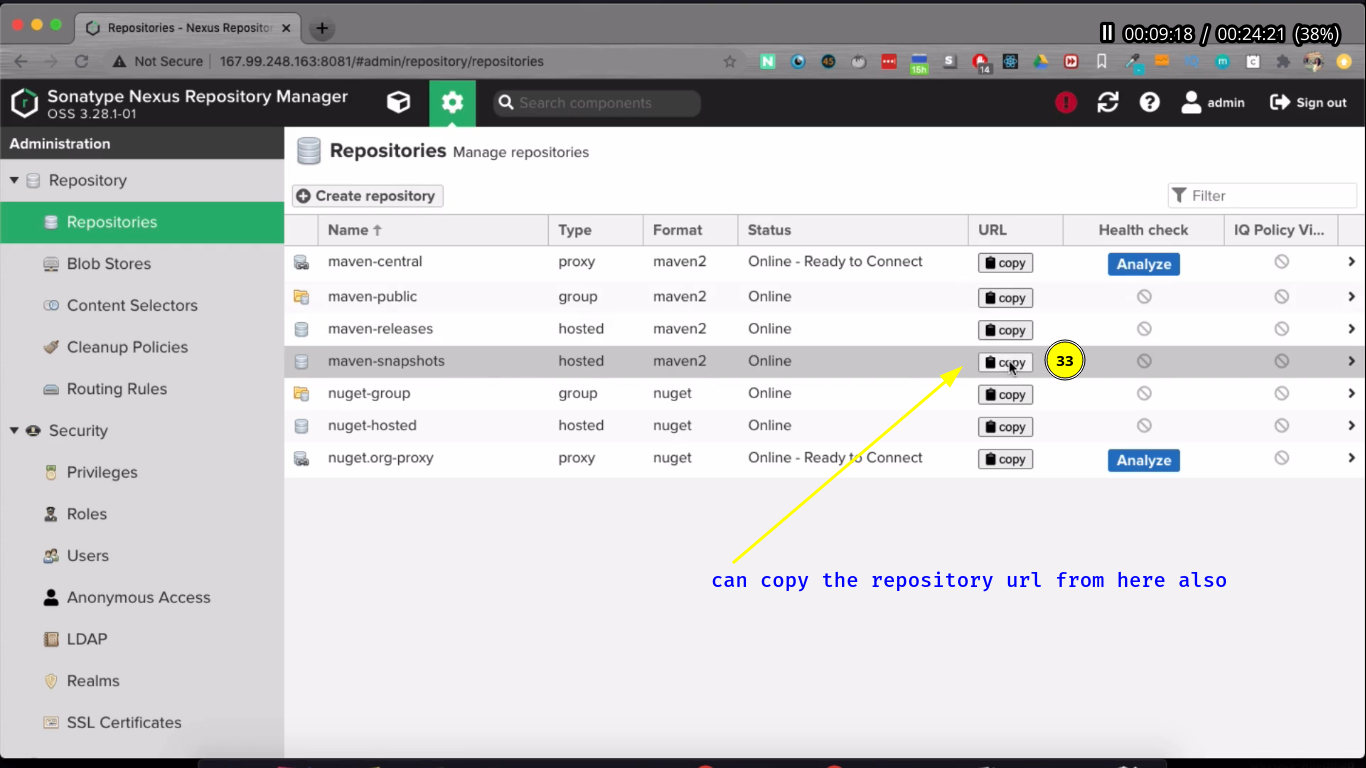 Repositories - Nexus Repositor
00:09:18 / 00:24:21 (38%)
Not Secure 167.99.248.163:8081/#admin/repository/repositories
45
15h
S
14
m
C
N
Sonatype Nexus Repository Manager
OSS 3.28.1-01
Search components
admin
Sign out
Administration
Repository
Repositories
Blob Stores
Content Selectors
Cleanup Policies
Routing Rules
Security
Privileges
Roles
Users
Anonymous Access
LDAP
Realms
SSL Certificates
Repositories Manage repositories
Create repository
Filter
Name Type Format Status URL Health check IQ Policy Vi...
maven-central proxy maven2 Online - Ready to Connect copy Analyze
maven-public group maven2 Online copy
maven-releases hosted maven2 Online copy
maven-snapshots hosted maven2 Online copy 33
nuget-group group nuget Online copy
nuget-hosted hosted nuget Online copy
nuget.org-proxy proxy nuget Online - Ready to Connect copy Analyze
can copy the repository url from here also